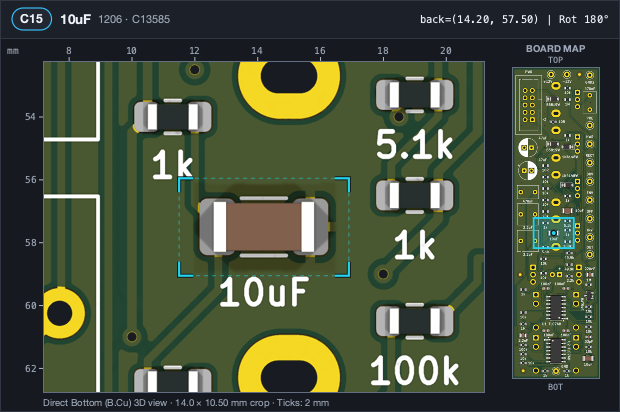 C15 10uF 1206 · C13585 back=(14.20, 57.50) | Rot 180°
mm 8 10 12 14 16 18 20
BOARD MAP
TOP
54
56
58
60
62
1k
5.1k
1k
10uF
100k
BOT
Direct Bottom (B.Cu) 3D view · 14.0 × 10.50 mm crop · Ticks: 2 mm